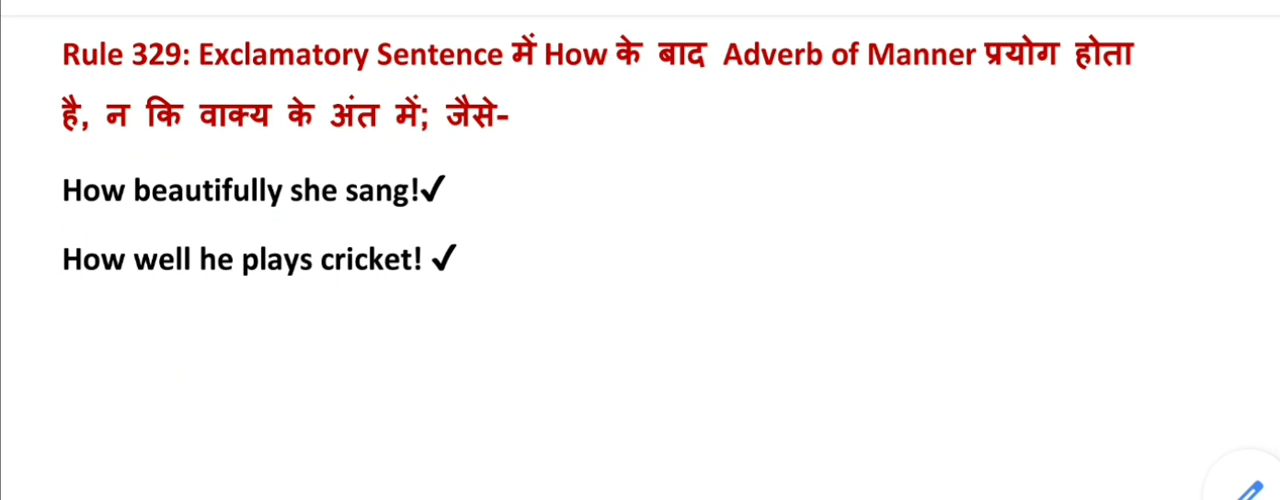 Rule 329: Exclamatory Sentence में How के बाद Adverb of Manner प्रयोग होता
है, न कि वाक्य के अंत में; जैसे-
How beautifully she sang!✓
How well he plays cricket! ✓